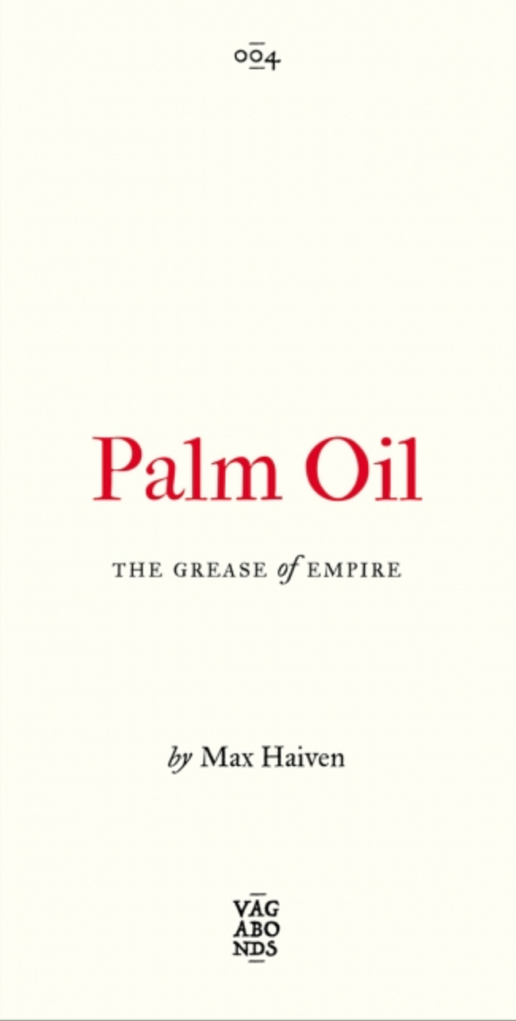 004
Palm Oil
THE GREASE of EMPIRE
by Max Haiven
VAG
ABO
NDS